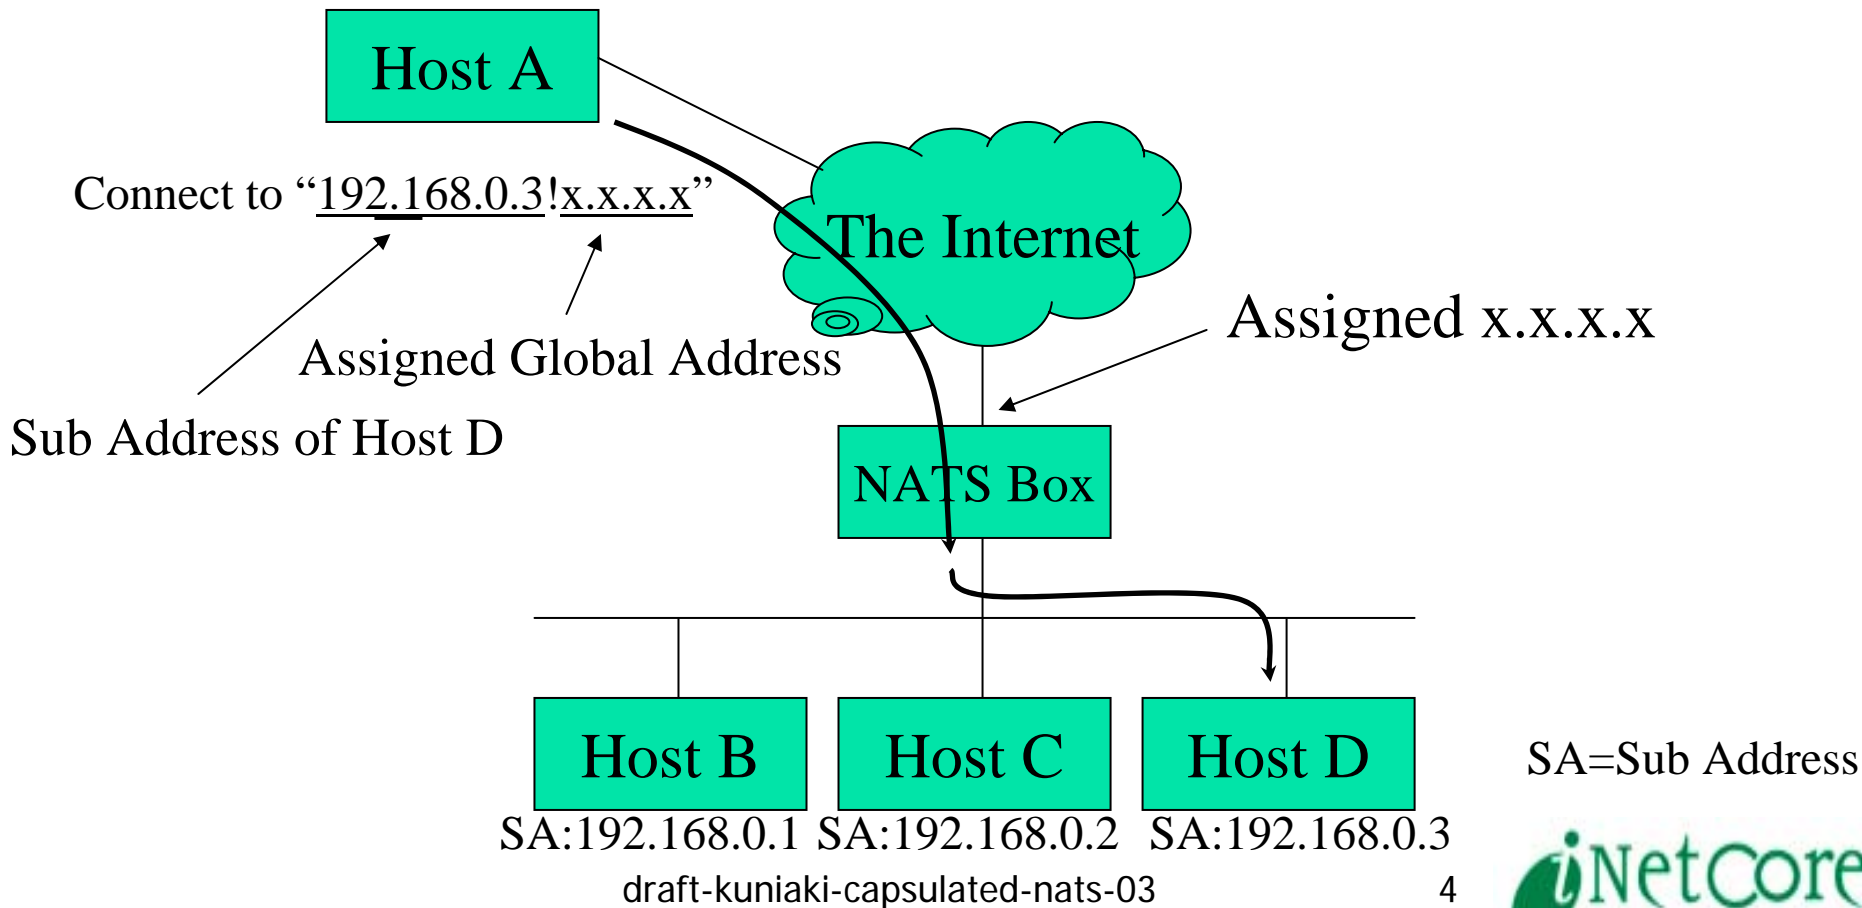 Host A
Connect to “192.168.0.3!x.x.x.x”
The Internet
Assigned x.x.x.x
Assigned Global Address
Sub Address of Host D
NATS Box
Host B
Host C
Host D
SA=Sub Address
SA:192.168.0.1
SA:192.168.0.2
SA:192.168.0.3
draft-kuniaki-capsulated-nats-03
4
iNetCore